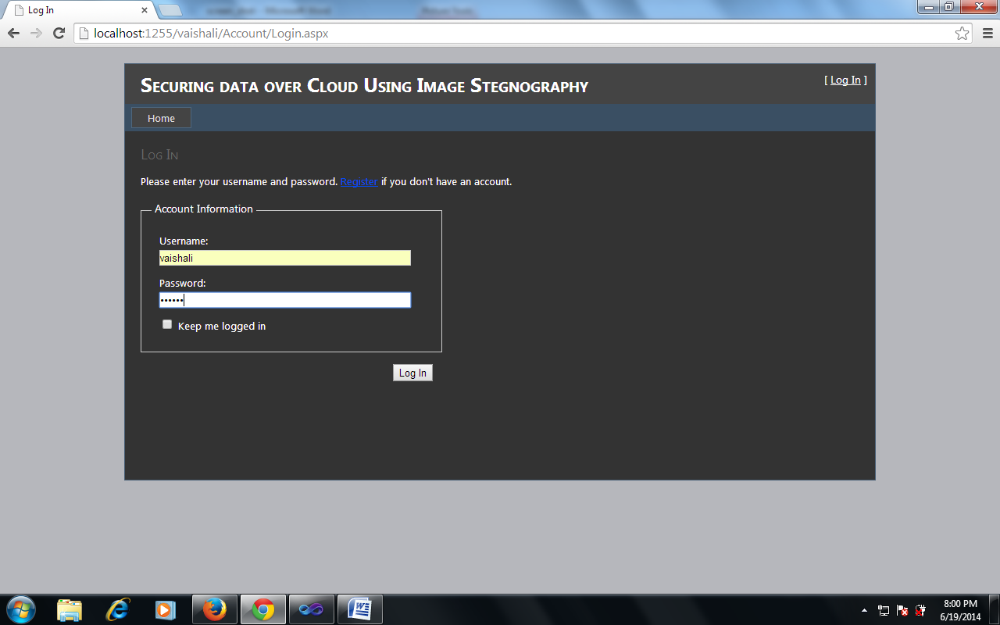 Log In
localhost:1255/vaishali/Account/Login.aspx
Securing data over Cloud Using Image Stegnography
[ Log In ]
Home
Log In
Please enter your username and password. Register if you don't have an account.
Account Information
Username:
vaishali
Password:
••••••
Keep me logged in
Log In
8:00 PM
6/19/2014